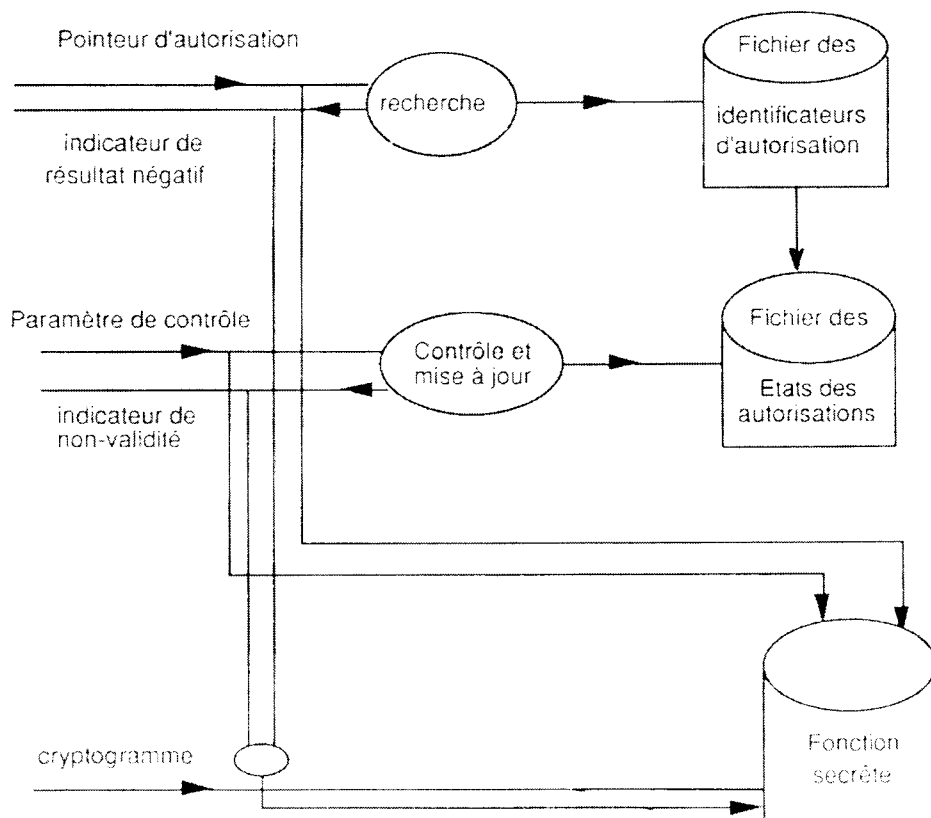 Pointeur d'autorisation
Fichier des
recherche
identificateurs
d'autorisation
indicateur de
résultat négatif
Paramètre de contrôle
Fichier des
Contrôle et
mise à jour
Etats des
autorisations
indicateur de
non-validité
cryptogramme
Fonction
secrète